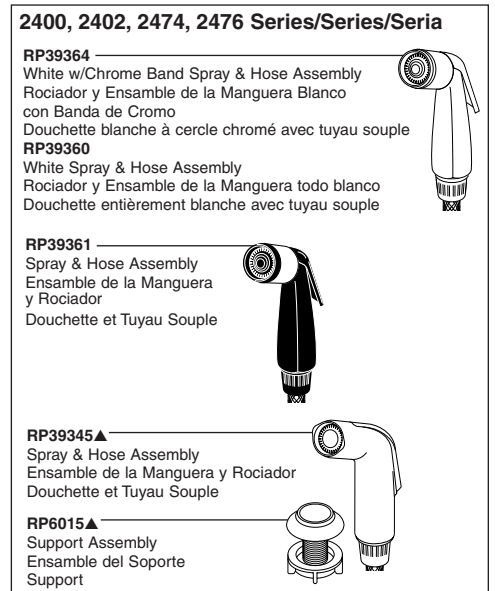 2400, 2402, 2474, 2476 Series/Series/Seria
RP39364
White w/Chrome Band Spray & Hose Assembly
Rociador y Ensamble de la Manguera Blanco
con Banda de Cromo
Douchette blanche à cercle chromé avec tuyau souple
RP39360
White Spray & Hose Assembly
Rociador y Ensamble de la Manguera todo blanco
Douchette entièrement blanche avec tuyau souple
RP39361
Spray & Hose Assembly
Ensamble de la Manguera
y Rociador
Douchette et Tuyau Souple
RP39345▲
Spray & Hose Assembly
Ensamble de la Manguera y Rociador
Douchette et Tuyau Souple
RP6015▲
Support Assembly
Ensamble del Soporte
Support